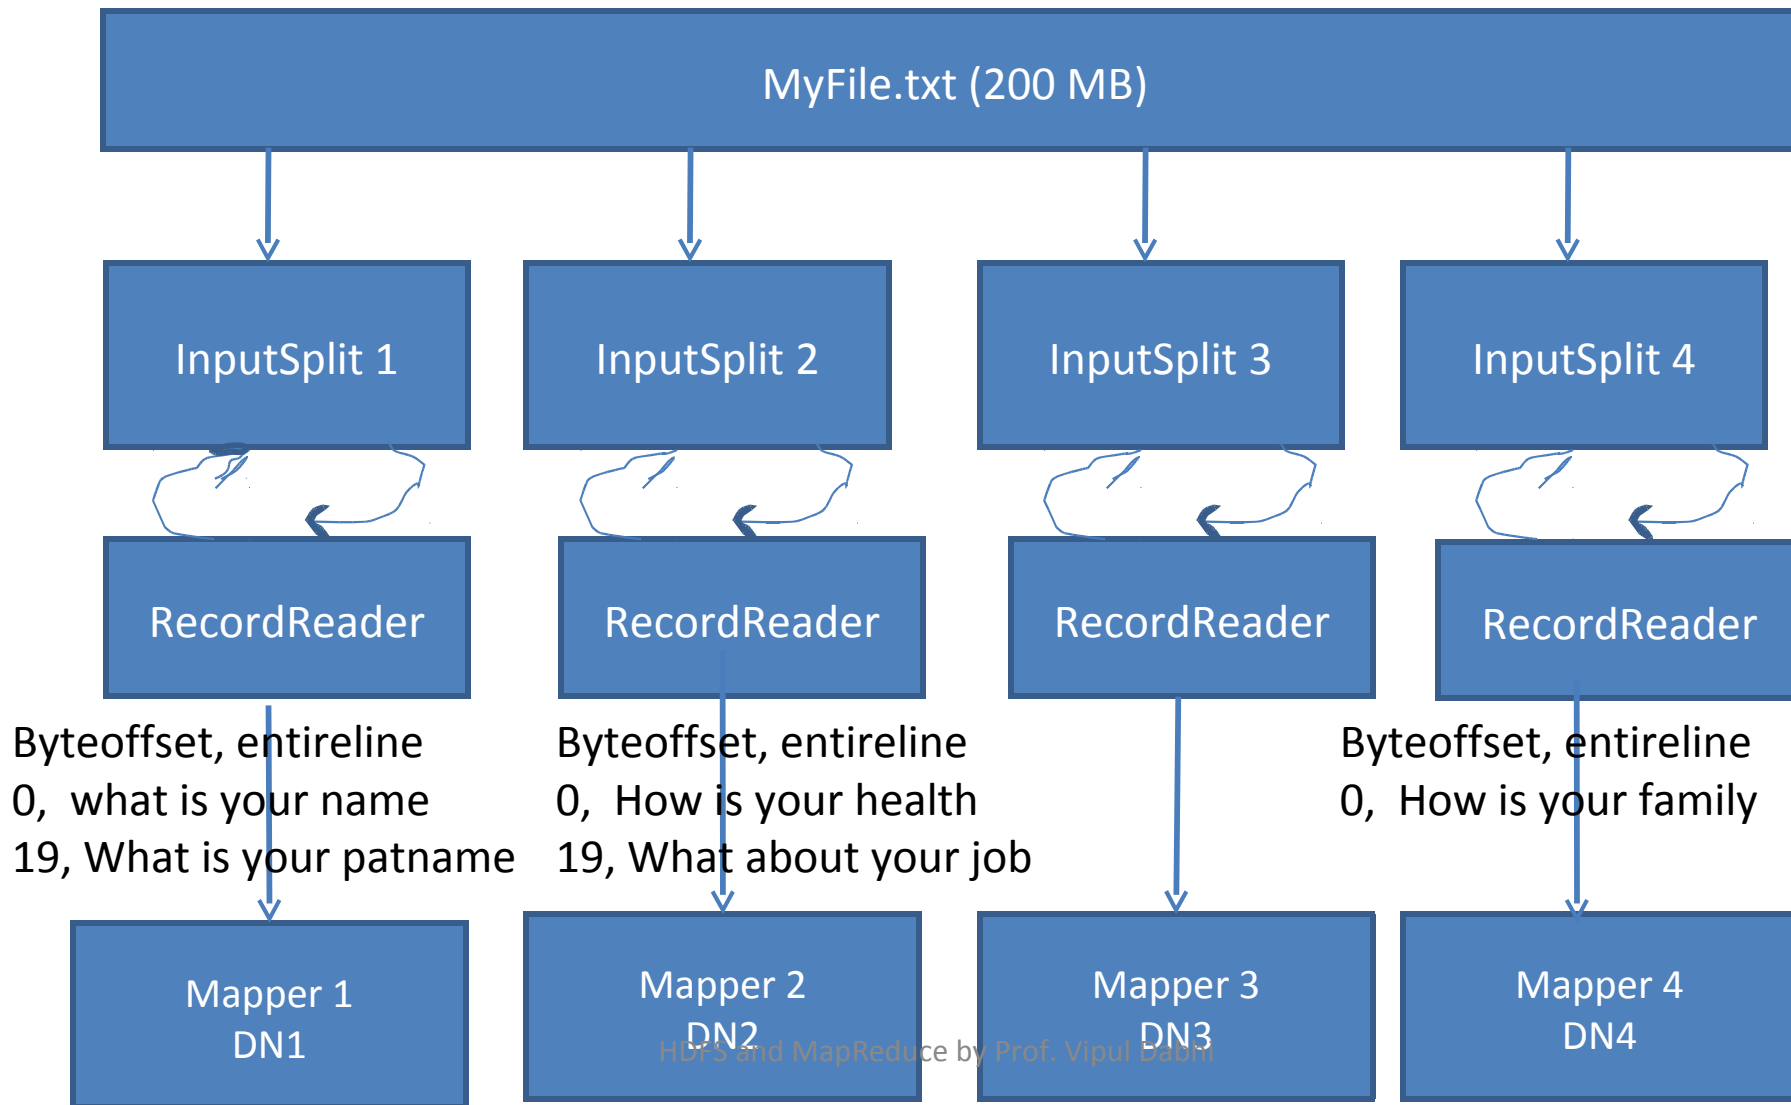 MyFile.txt (200 MB)
InputSplit 1
InputSplit 2
InputSplit 3
InputSplit 4
RecordReader
RecordReader
RecordReader
RecordReader
Byteoffset, entireline
0, what is your name
19, What is your patname
Byteoffset, entireline
0, How is your health
19, What about your job
Byteoffset, entireline
0, How is your family
Mapper 1
DN1
Mapper 2
DN2
Mapper 3
DN3
Mapper 4
DN4
HDFS and MapReduce by Prof. Vipul Dabhi